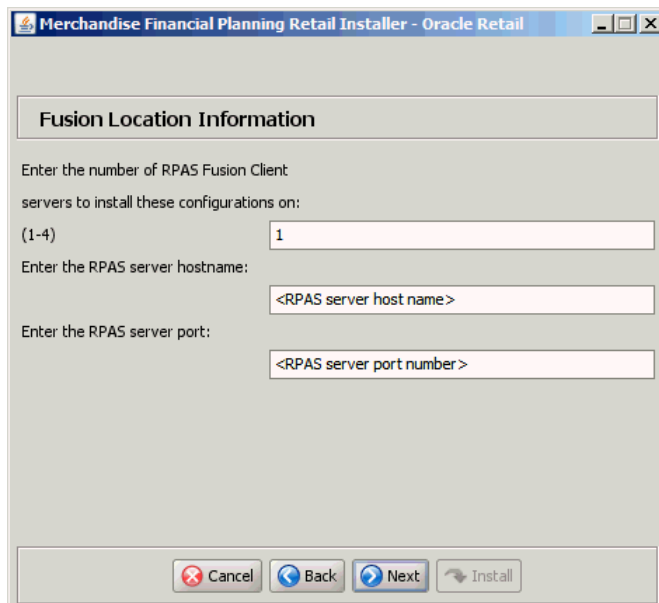 Merchandise Financial Planning Retail Installer - Oracle Retail
Fusion Location Information
Enter the number of RPAS Fusion Client
servers to install these configurations on:
(1-4) 1
Enter the RPAS server hostname:
<RPAS server host name>
Enter the RPAS server port:
<RPAS server port number>
Cancel Back Next Install